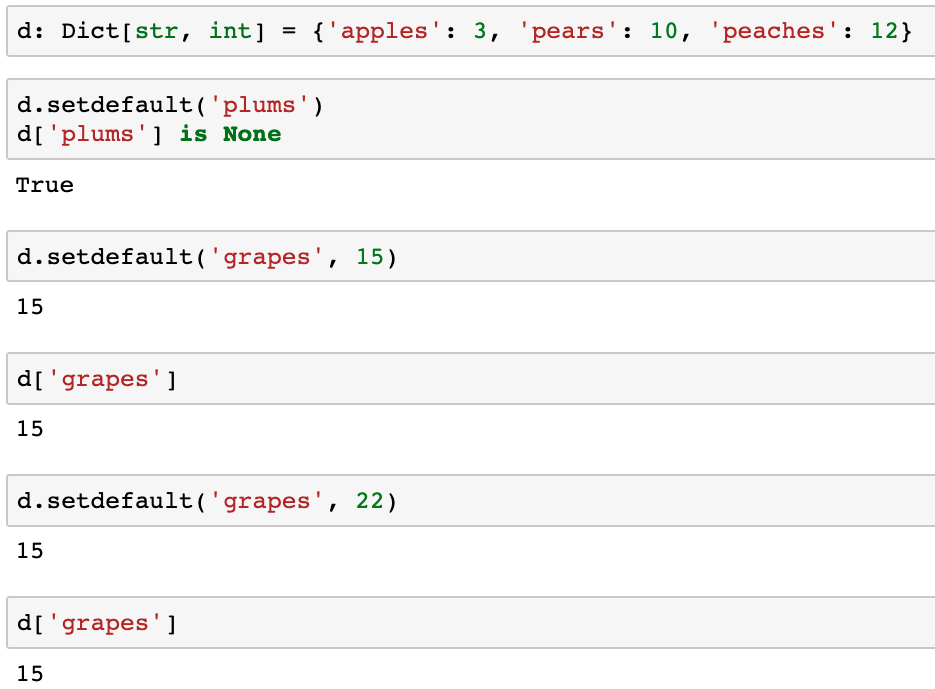 d: Dict[str, int] = {'apples': 3, 'pears': 10, 'peaches': 12}
d.setdefault('plums')
d['plums'] is None
True
d.setdefault('grapes', 15)
15
d['grapes']
15
d.setdefault('grapes', 22)
15
d['grapes']
15